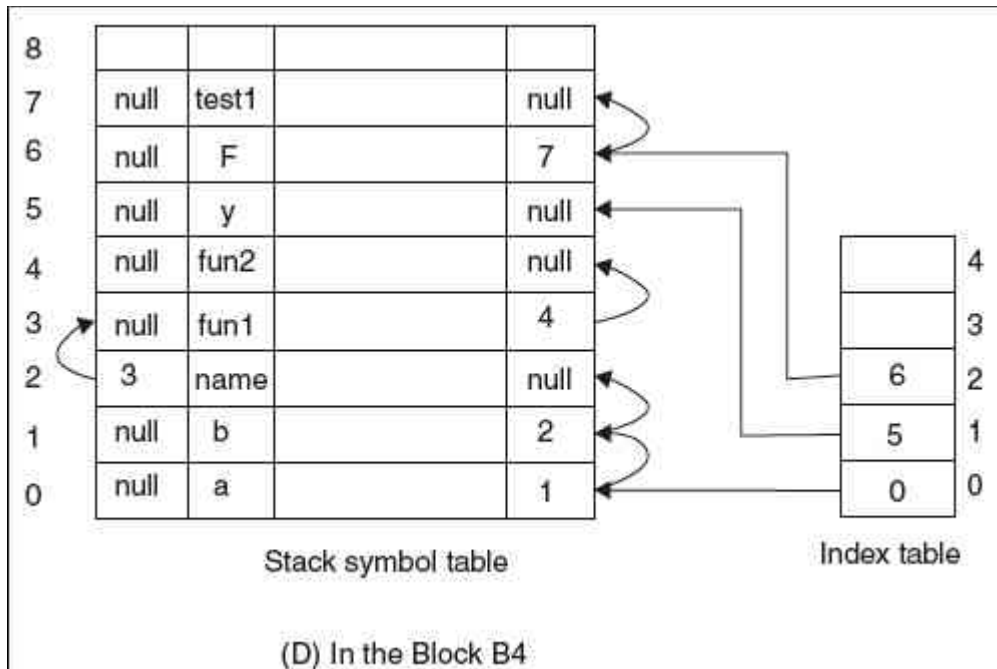 8
7 null test1 null
6 null F 7
5 null y null
4 null fun2 null 4
3 null fun1 4 3
2 3 name null 6 2
1 null b 2 5 1
0 null a 1 0 0
Stack symbol table Index table
(D) In the Block B4